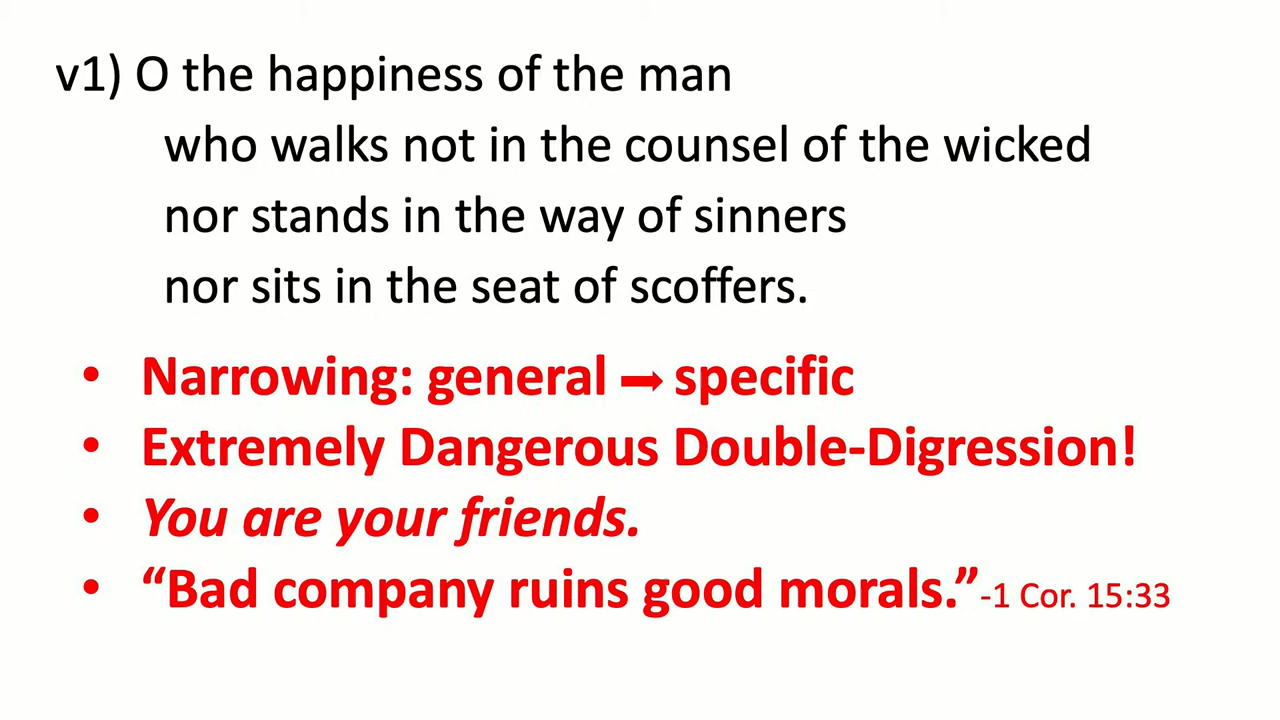 v1) O the happiness of the man
who walks not in the counsel of the wicked
nor stands in the way of sinners
nor sits in the seat of scoffers.
• Narrowing: general ➡ specific
• Extremely Dangerous Double-Digression!
• You are your friends.
• “Bad company ruins good morals.”-1 Cor. 15:33